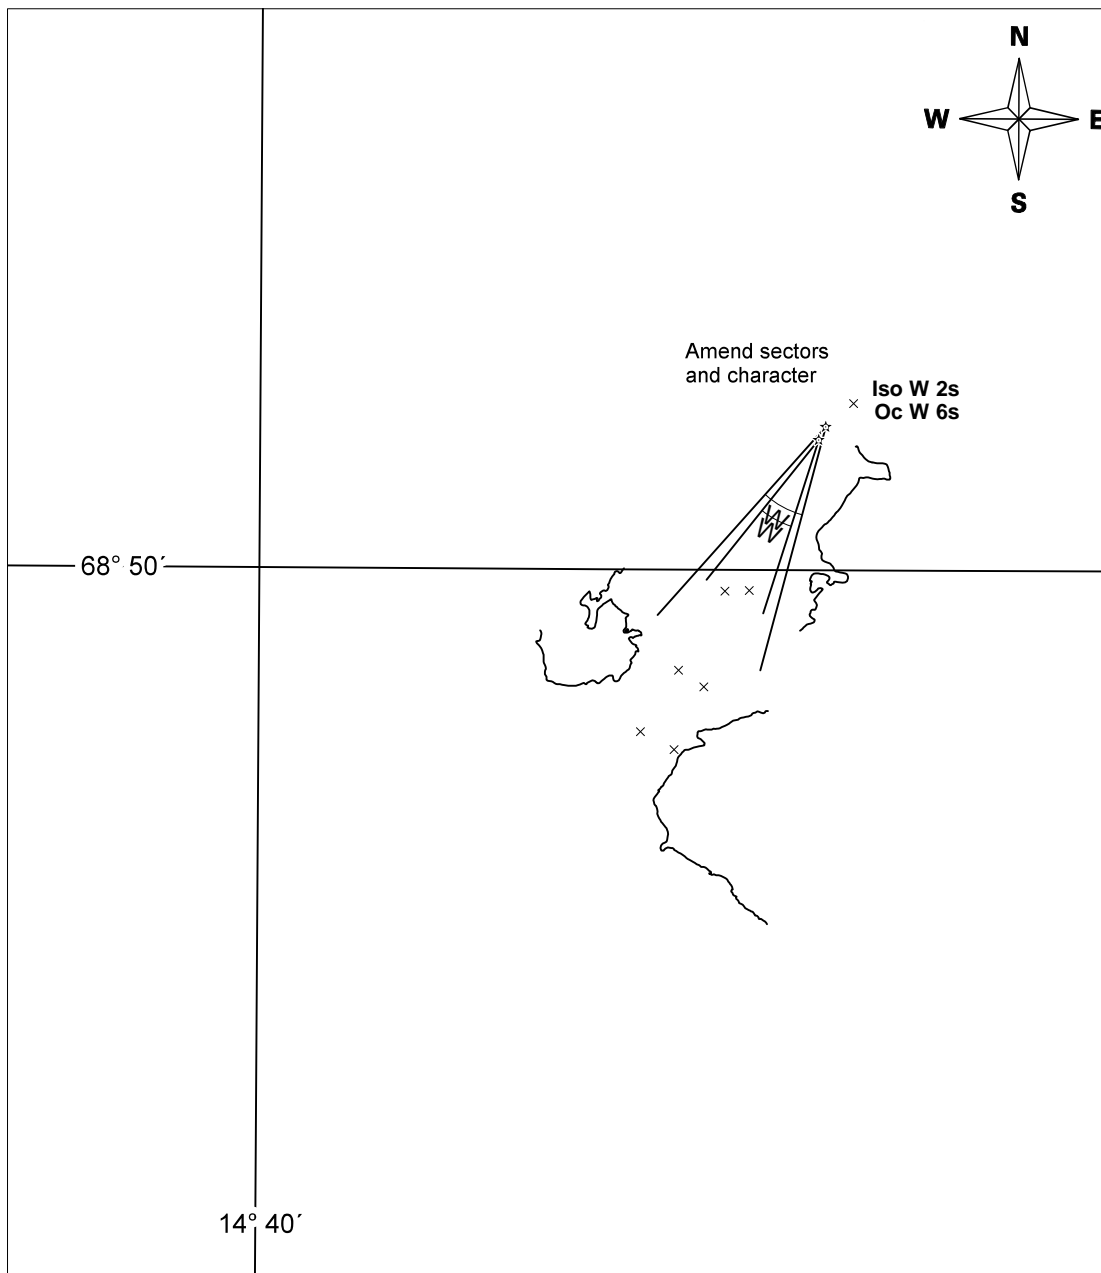 N
W E
S
Amend sectors
and character
Iso W 2s
Oc W 6s
W
W
68° 50′
14° 40′